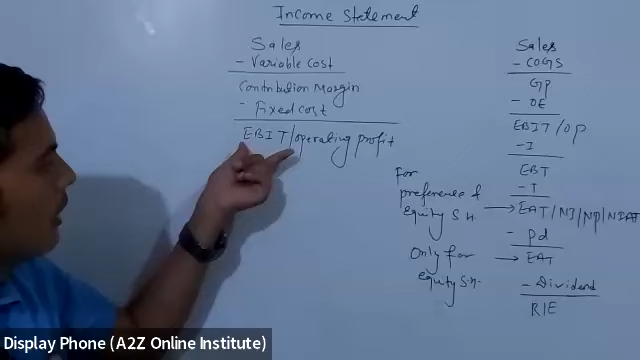 Income Statement
Sales
- Variable cost
Contribution Margin
- Fixed cost
EBIT/operating profit
Sales
- COGS
GP
- OE
EBIT/OP
- I
EBT
- T
For
preference &
equity SH. → EAT/NI/NP/NIAT
- Pd
Only for → EAT
equity SH.
- Dividend
R/E
Display Phone (A2Z Online Institute)